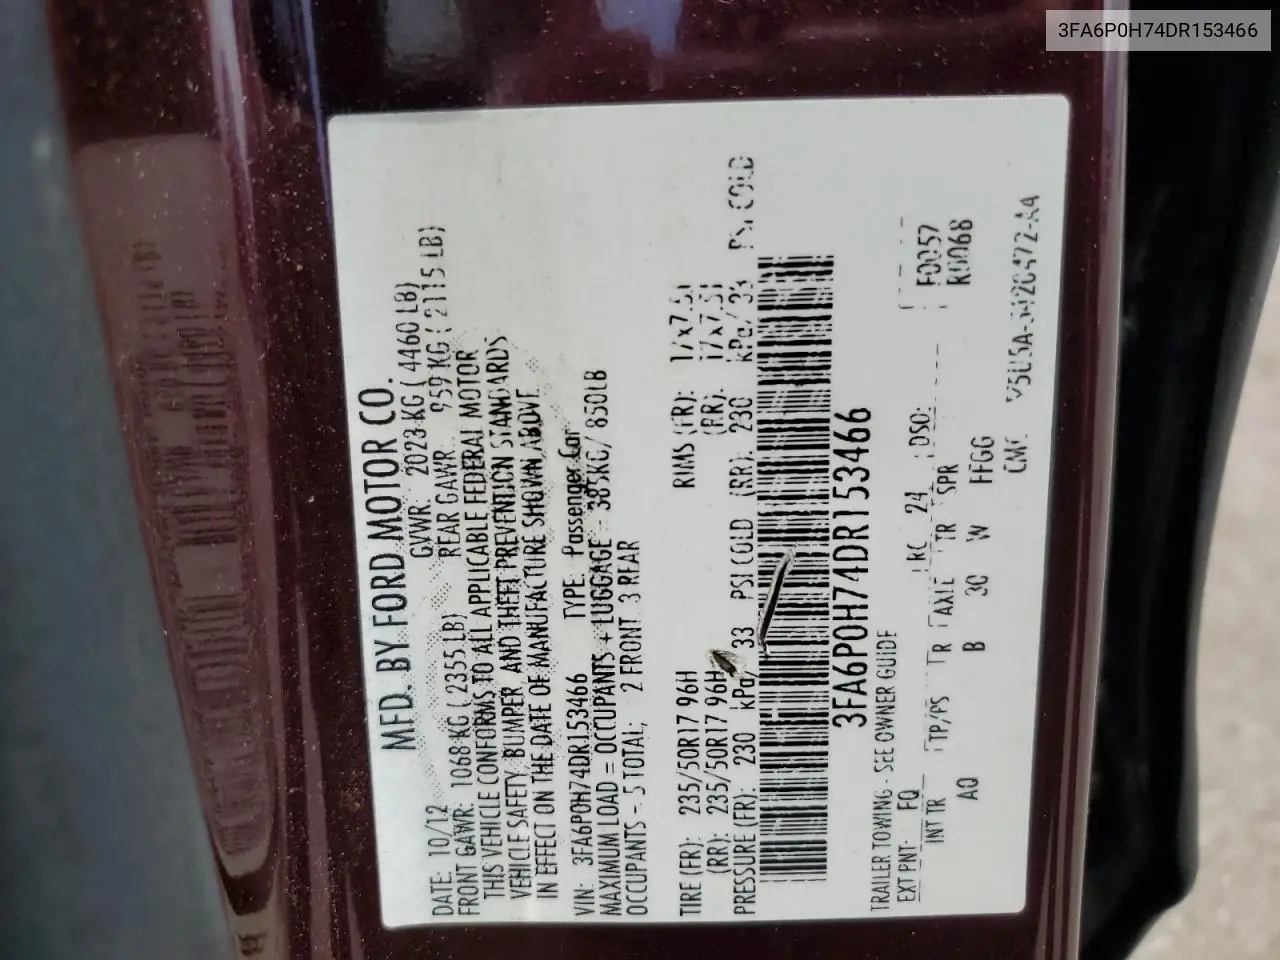 3FA6P0H74DR153466
MFD. BY FORD MOTOR CO.
DATE: 10/12 GVWR: 2023 KG ( 4460 LB)
FRONT GAWR: 1068 KG ( 2355 LB) REAR GAWR: 959 KG ( 2115 LB)
THIS VEHICLE CONFORMS TO ALL APPLICABLE FEDERAL MOTOR
VEHICLE SAFETY, BUMPER, AND THEFT PREVENTION STANDARDS
IN EFFECT ON THE DATE OF MANUFACTURE SHOWN ABOVE.
VIN: 3FA6P0H74DR153466 TYPE: Passenger Car
MAXIMUM LOAD = OCCUPANTS + LUGGAGE - 385KG/ 850LB
OCCUPANTS - 5 TOTAL; 2 FRONT 3 REAR
TIRE (FR): 235/50R17 96H RIMS (FR): 17x7.5J
(RR): 235/50R17 96H (RR): 17x7.5J
PRESSURE (FR): 230 kPa/ 33 PSI COLD (RR): 230 kPa/ 33 PSI COLD
3FA6P0H74DR153466
TRAILER TOWING - SEE OWNER GUIDE
EXT PNT: FQ RC: 24 DSO:
INT TR TP/PS R AXLE TR SPR F0057
AQ B 3C W FFGG R0068